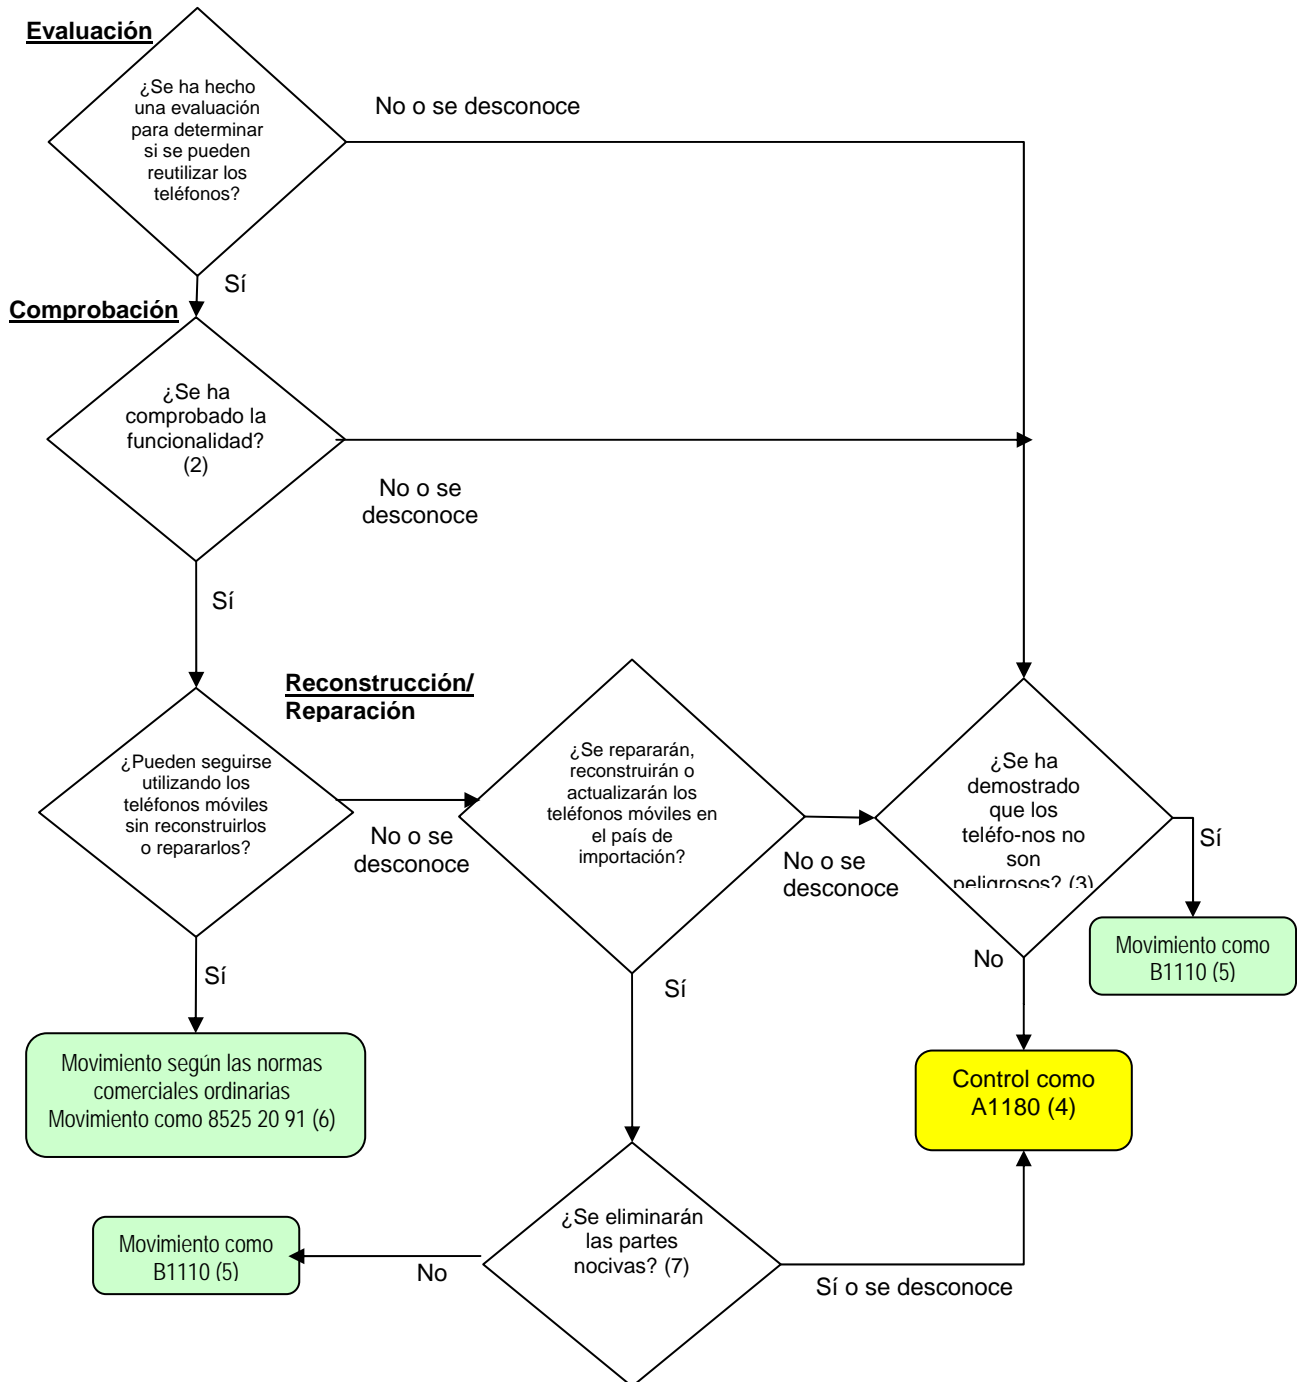 Evaluación
¿Se ha hecho
una evaluación
para determinar
si se pueden
reutilizar los
teléfonos?
No o se desconoce
Sí
Comprobación
¿Se ha
comprobado la
funcionalidad?
(2)
No o se
desconoce
Sí
Reconstrucción/
Reparación
¿Pueden seguirse
utilizando los
teléfonos móviles
sin reconstruirlos
o repararlos?
No o se
desconoce
Sí
¿Se repararán,
reconstruirán o
actualizarán los
teléfonos móviles en
el país de
importación?
No o se
desconoce
Sí
¿Se ha
demostrado
que los
teléfo-nos no
son
peligrosos? (3)
Sí
No
Movimiento como
B1110 (5)
Movimiento según las normas
comerciales ordinarias
Movimiento como 8525 20 91 (6)
Control como
A1180 (4)
¿Se eliminarán
las partes
nocivas? (7)
No
Sí o se desconoce
Movimiento como
B1110 (5)